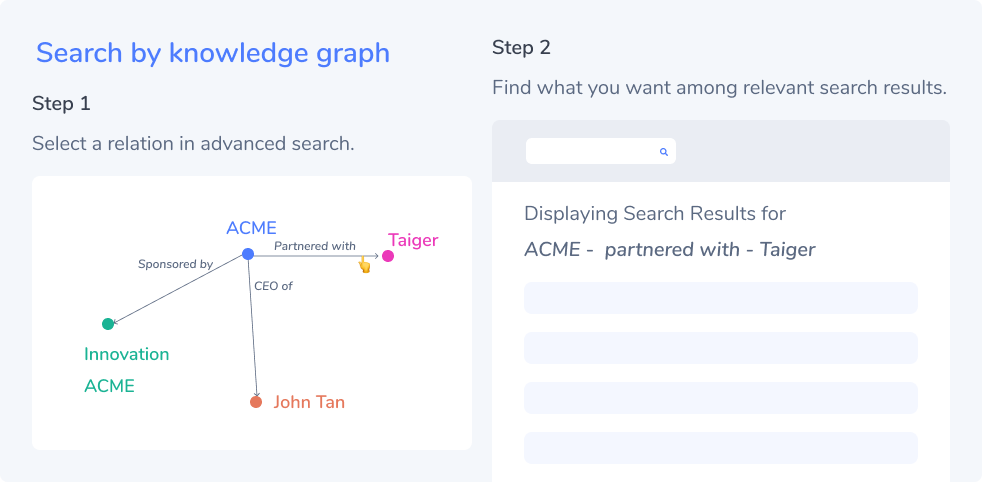 Search by knowledge graph
Step 1
Select a relation in advanced search.
ACME
Partnered with
Taiger
Sponsored by
CEO of
Innovation
ACME
John Tan
Step 2
Find what you want among relevant search results.
Displaying Search Results for
ACME - partnered with - Taiger